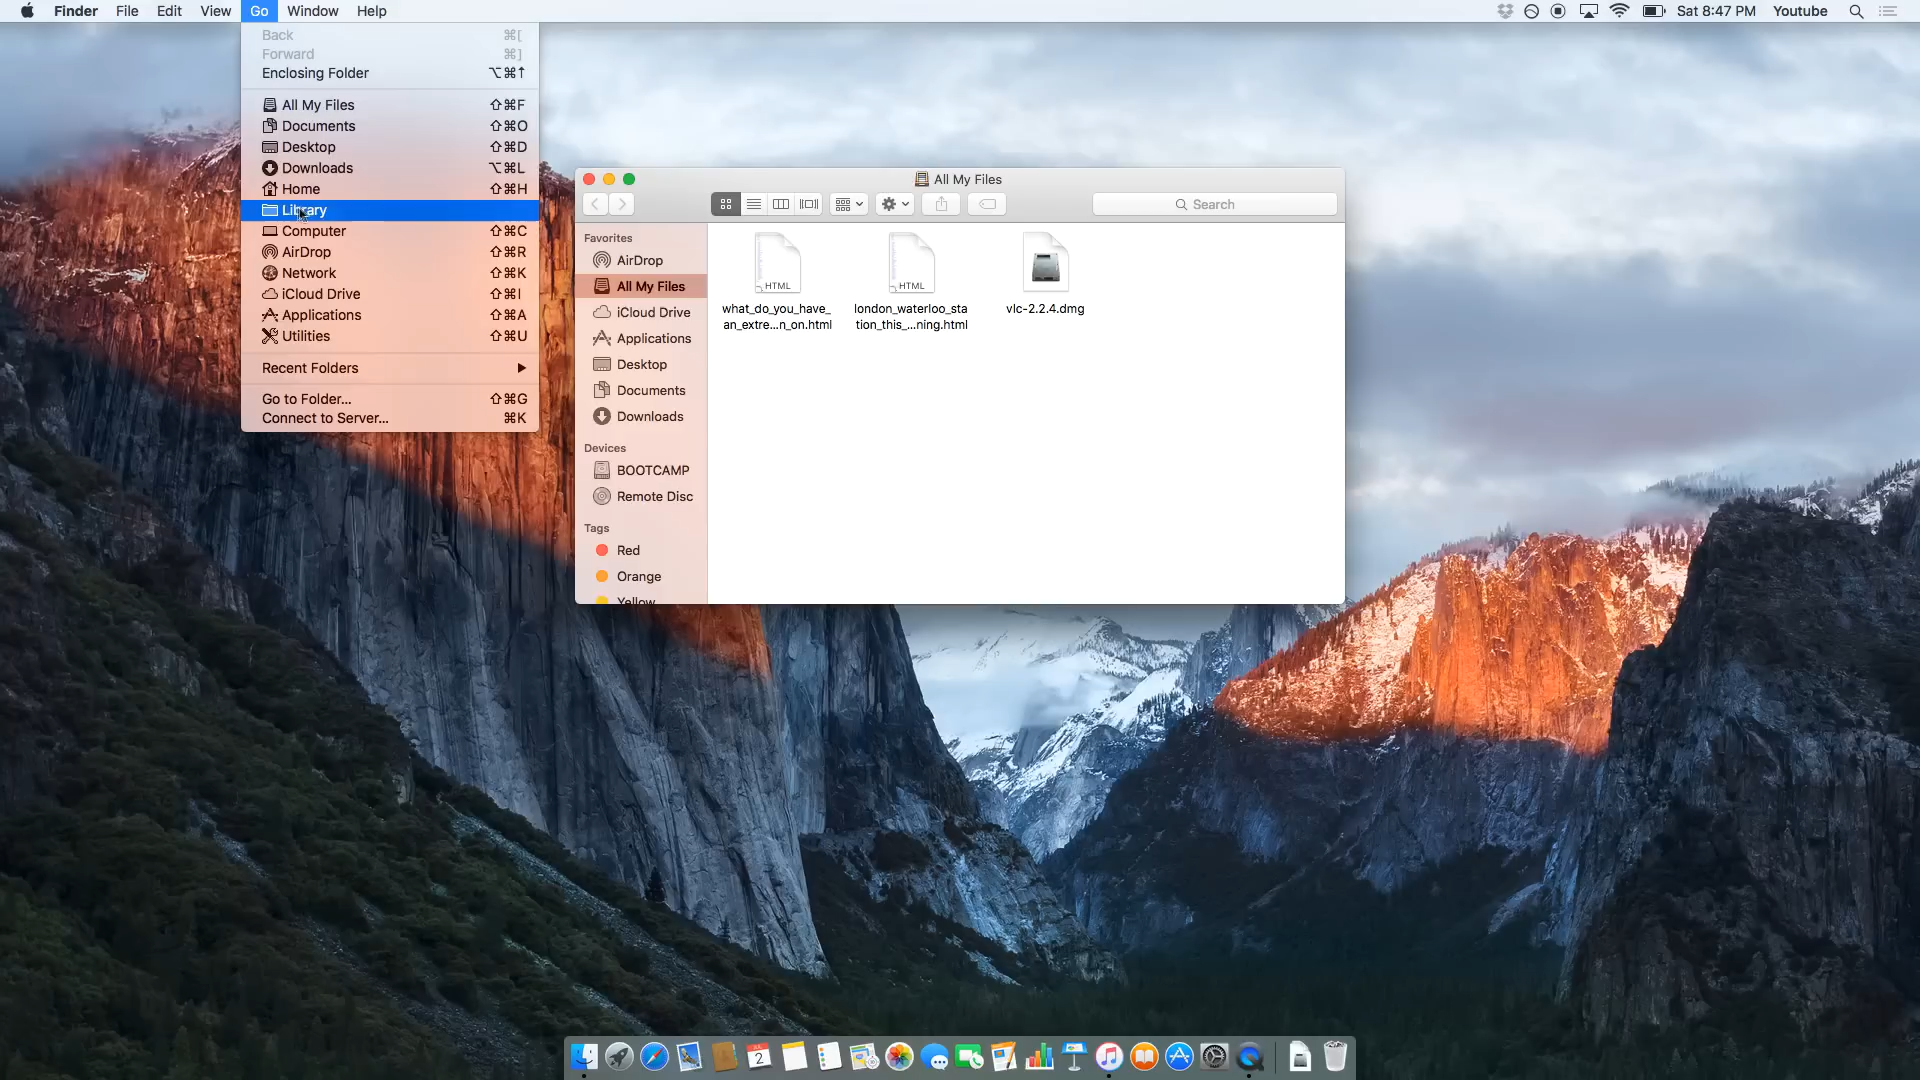 Finder File Edit View Go Window Help
Sat 8:47 PM Youtube
Back ⌘[
Forward ⌘]
Enclosing Folder ⌥⌘↑
All My Files ⇧⌘F
Documents ⇧⌘O
Desktop ⇧⌘D
Downloads ⌥⌘L
Home ⇧⌘H
Library
Computer ⇧⌘C
AirDrop ⇧⌘R
Network ⇧⌘K
iCloud Drive ⇧⌘I
Applications ⇧⌘A
Utilities ⇧⌘U
Recent Folders
Go to Folder... ⇧⌘G
Connect to Server... ⌘K
All My Files
Search
Favorites
AirDrop
All My Files
iCloud Drive
Applications
Desktop
Documents
Downloads
Devices
BOOTCAMP
Remote Disc
Tags
Red
Orange
Yellow
HTML
what_do_you_have_
an_extre...n_on.html
HTML
london_waterloo_sta
tion_this_...ning.html
vlc-2.2.4.dmg
2